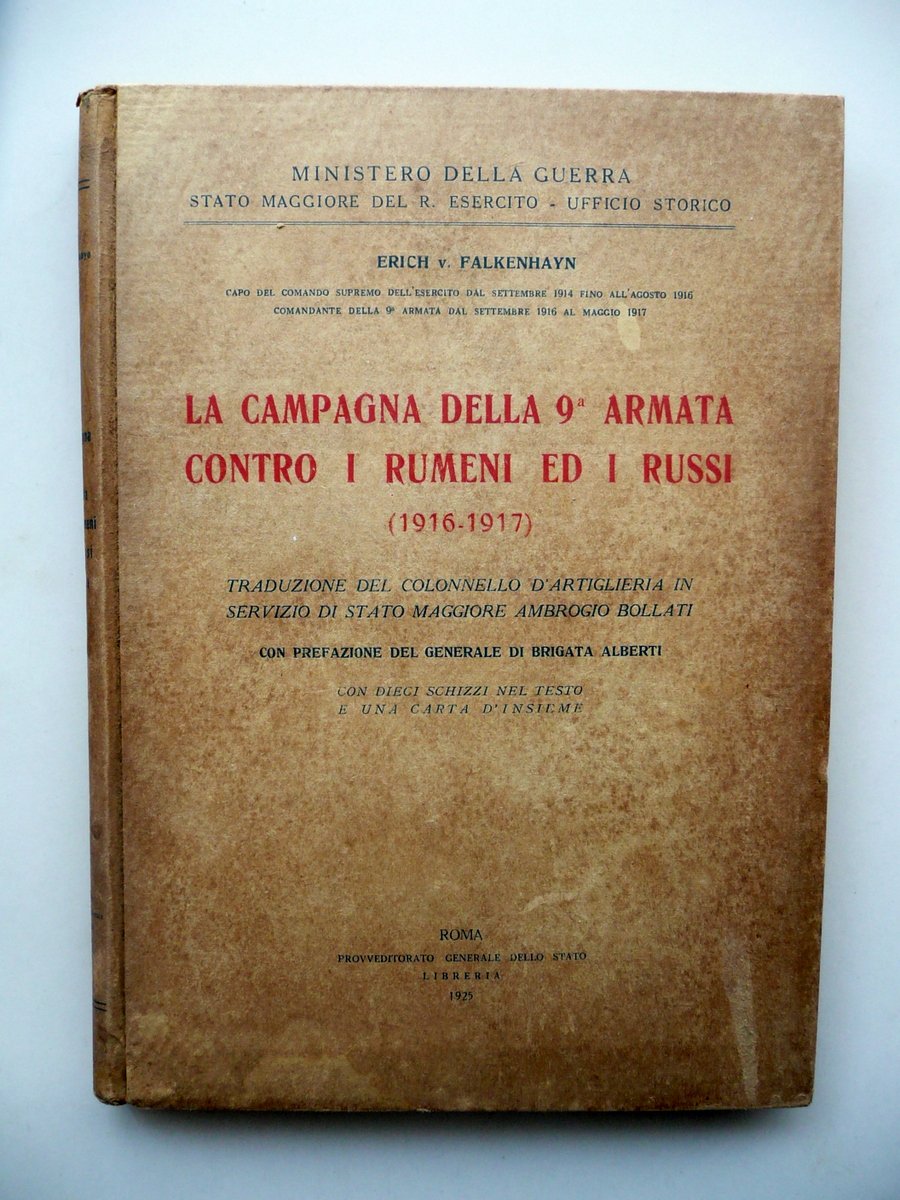 MINISTERO DELLA GUERRA
STATO MAGGIORE DEL R. ESERCITO - UFFICIO STORICO
ERICH v. FALKENHAYN
CAPO DEL COMANDO SUPREMO DELL'ESERCITO DAL SETTEMBRE 1914 FINO ALL'AGOSTO 1916
COMANDANTE DELLA 9ª ARMATA DAL SETTEMBRE 1916 AL MAGGIO 1917
LA CAMPAGNA DELLA 9ª ARMATA
CONTRO I RUMENI ED I RUSSI
(1916-1917)
TRADUZIONE DEL COLONNELLO D'ARTIGLIERIA IN
SERVIZIO DI STATO MAGGIORE AMBROGIO BOLLATI
CON PREFAZIONE DEL GENERALE DI BRIGATA ALBERTI
CON DIECI SCHIZZI NEL TESTO
E UNA CARTA D'INSIEME
ROMA
PROVVEDITORATO GENERALE DELLO STATO
LIBRERIA
1925